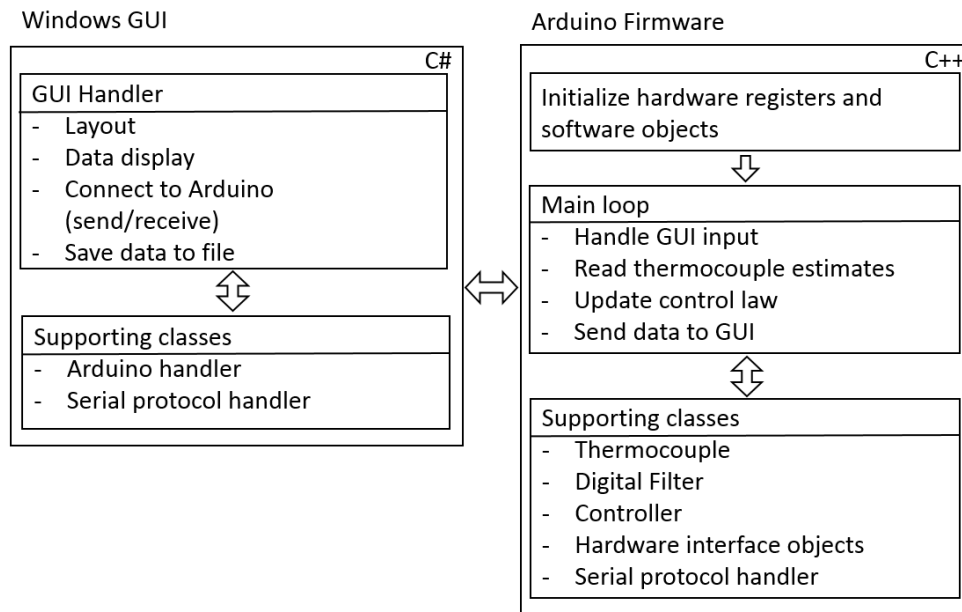 Windows GUI
C#
GUI Handler
- Layout
- Data display
- Connect to Arduino
(send/receive)
- Save data to file
Supporting classes
- Arduino handler
- Serial protocol handler
Arduino Firmware
C++
Initialize hardware registers and
software objects
Main loop
- Handle GUI input
- Read thermocouple estimates
- Update control law
- Send data to GUI
Supporting classes
- Thermocouple
- Digital Filter
- Controller
- Hardware interface objects
- Serial protocol handler